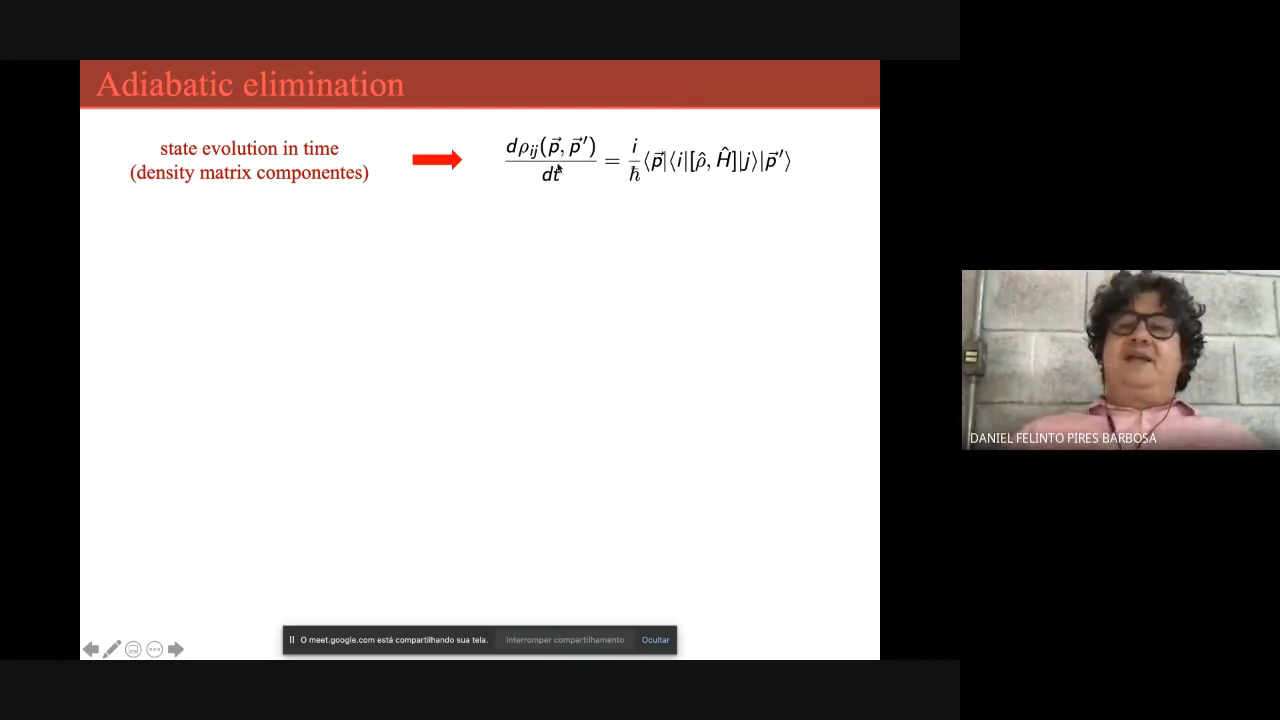 Adiabatic elimination
state evolution in time
(density matrix componentes)
dρij(p⃗, p⃗ ′)/dt = i/ħ ⟨p⃗|⟨i|[ρ̂, Ĥ]|j⟩|p⃗ ′⟩
DANIEL FELINTO PIRES BARBOSA
O meet.google.com está compartilhando sua tela. Interromper compartilhamento Ocultar